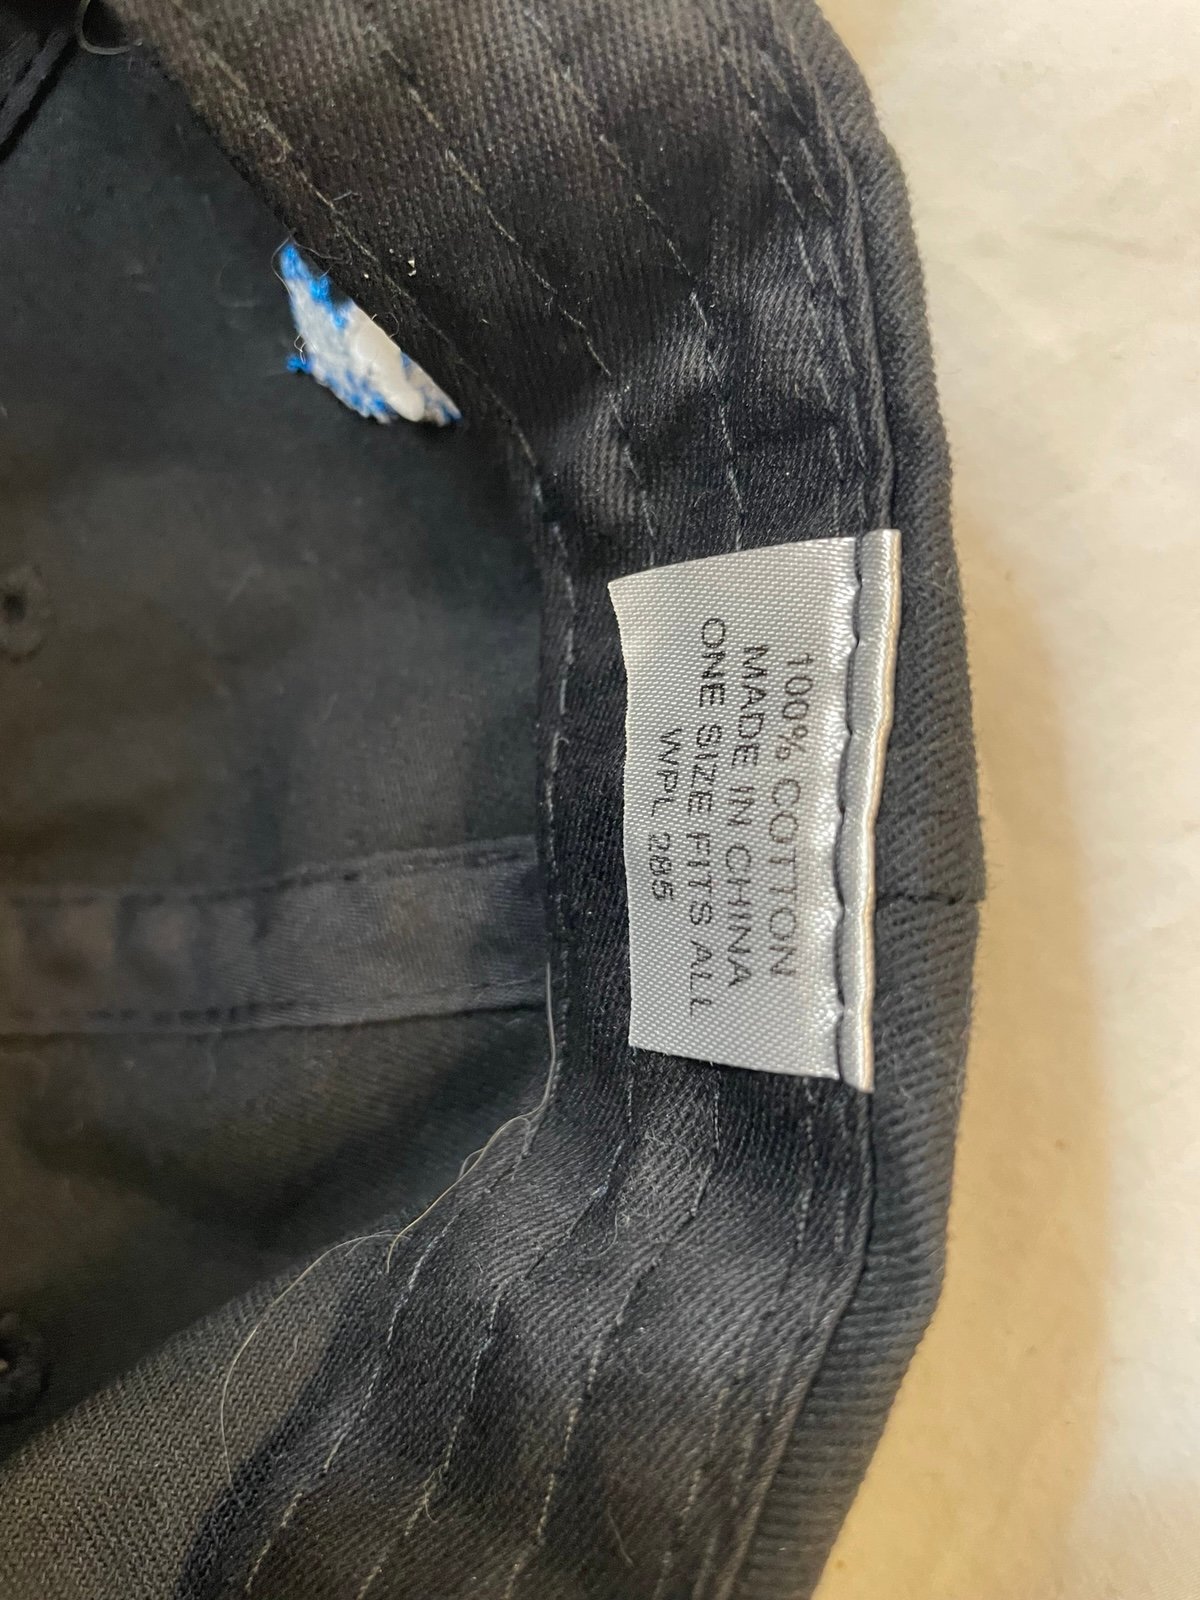 100% COTTON
MADE IN CHINA
ONE SIZE FITS ALL
WPL 285